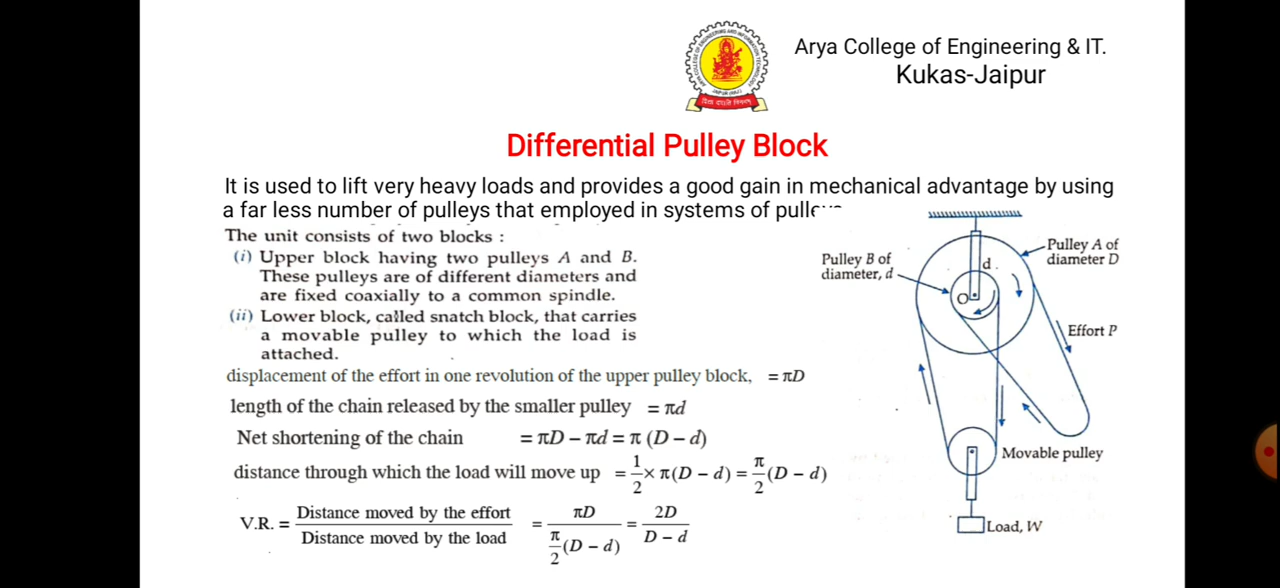 Arya College of Engineering & IT.
Kukas-Jaipur
Differential Pulley Block
It is used to lift very heavy loads and provides a good gain in mechanical advantage by using
a far less number of pulleys that employed in systems of
The unit consists of two blocks :
(i) Upper block having two pulleys A and B.
These pulleys are of different diameters and
are fixed coaxially to a common spindle.
(ii) Lower block, called snatch block, that carries
a movable pulley to which the load is
attached.
displacement of the effort in one revolution of the upper pulley block, = πD
length of the chain released by the smaller pulley = πd
Net shortening of the chain = πD – πd = π (D – d)
distance through which the load will move up = 1/2 × π(D – d) = π/2 (D – d)
V.R. = Distance moved by the effort / Distance moved by the load = πD / π/2 (D – d) = 2D / D – d
Pulley B of
diameter, d
Pulley A of
diameter D
d
O
Effort P
Movable pulley
Load, W